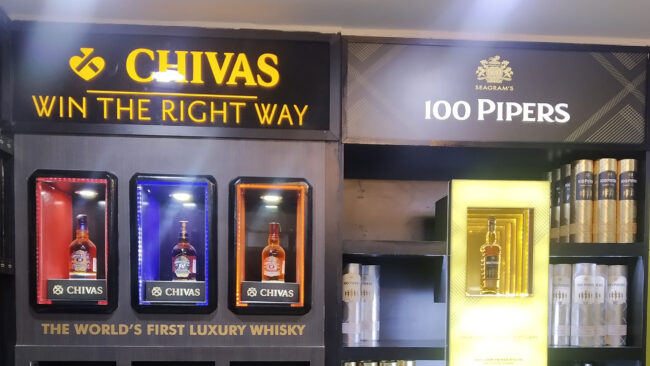 CHIVAS
WIN THE RIGHT WAY
SEAGRAM'S
100 PIPERS
CHIVAS
CHIVAS
CHIVAS
THE WORLD'S FIRST LUXURY WHISKY